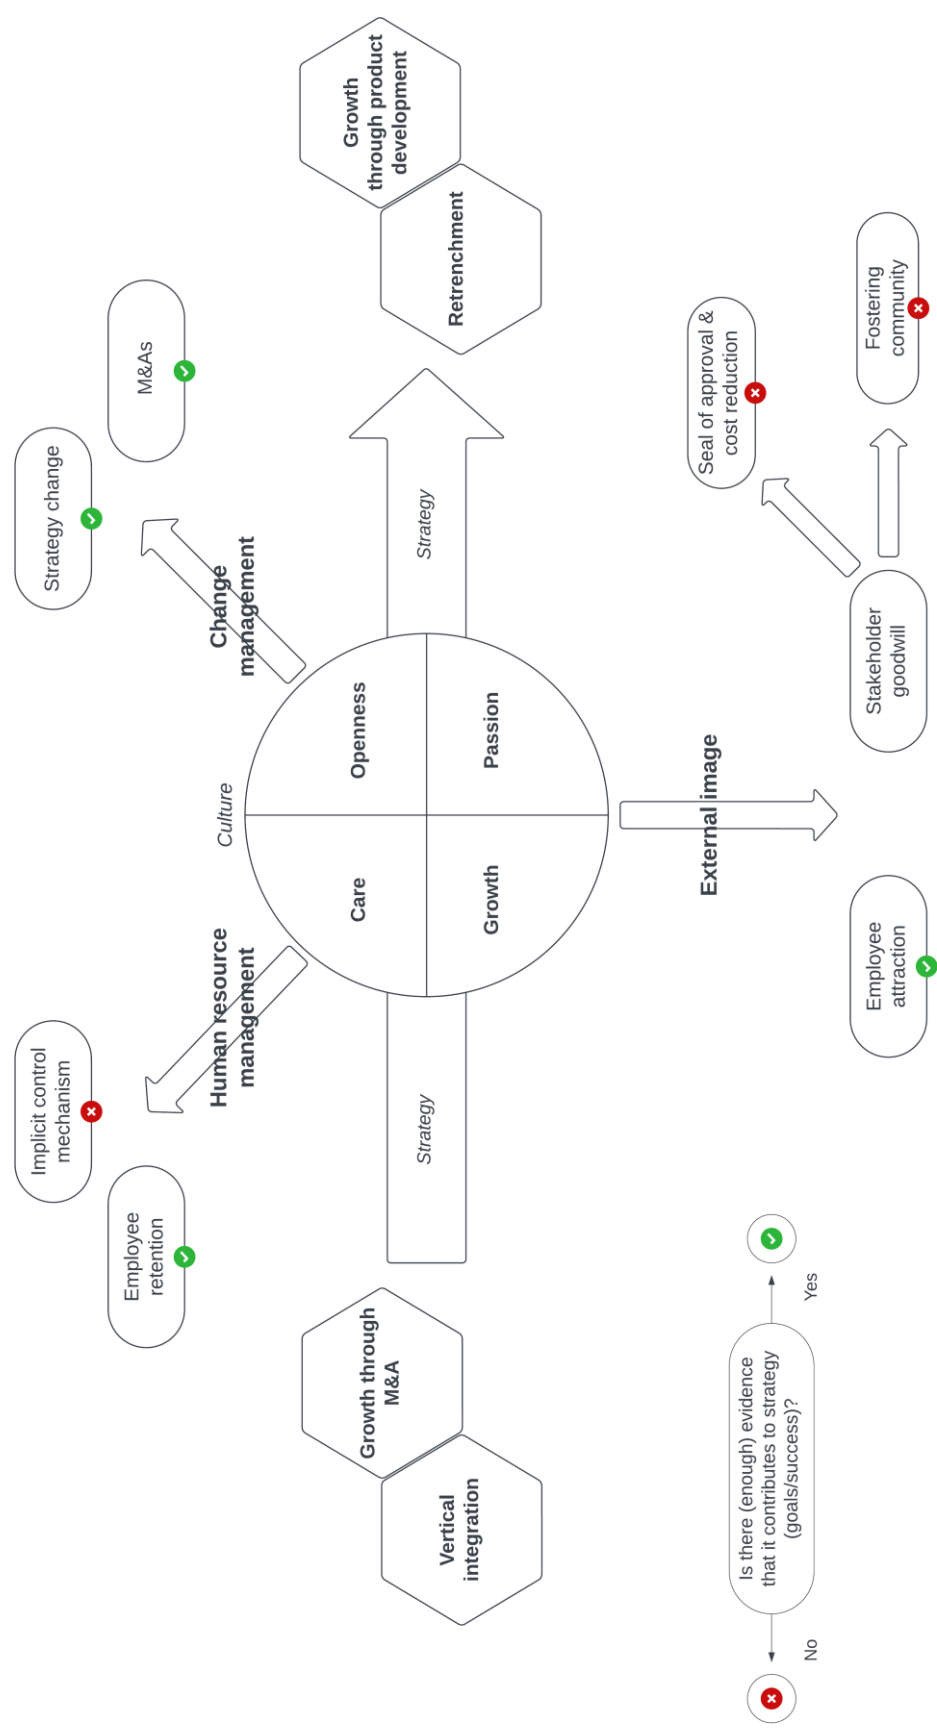 Implicit control
mechanism
Employee
retention
Human resource
management
Strategy change
M&As
Change
management
Culture
Care
Openness
Growth
Passion
Growth through
M&A
Vertical
integration
Strategy
Strategy
Growth
through product
development
Retrenchment
External image
Employee
attraction
Stakeholder
goodwill
Seal of approval &
cost reduction
Fostering
community
Is there (enough) evidence
that it contributes to strategy
(goals/success)?
No
Yes